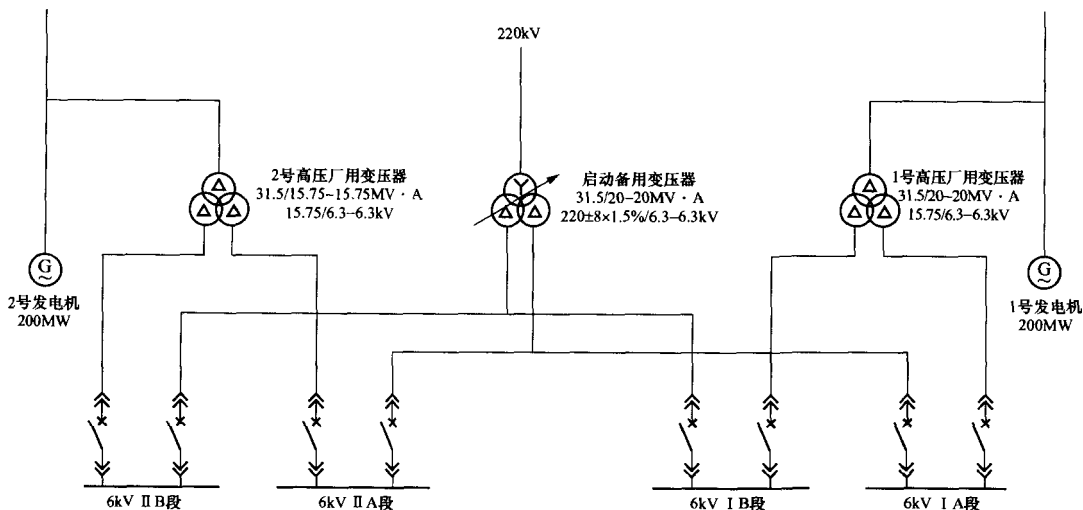 220kV
2号高压厂用变压器
31.5/15.75~15.75MV·A
15.75/6.3-6.3kV
启动备用变压器
31.5/20-20MV·A
220±8×1.5%/6.3-6.3kV
1号高压厂用变压器
31.5/20-20MV·A
15.75/6.3-6.3kV
G
2号发电机
200MW
G
1号发电机
200MW
6kV ⅡB段
6kV ⅡA段
6kV ⅠB段
6kV ⅠA段